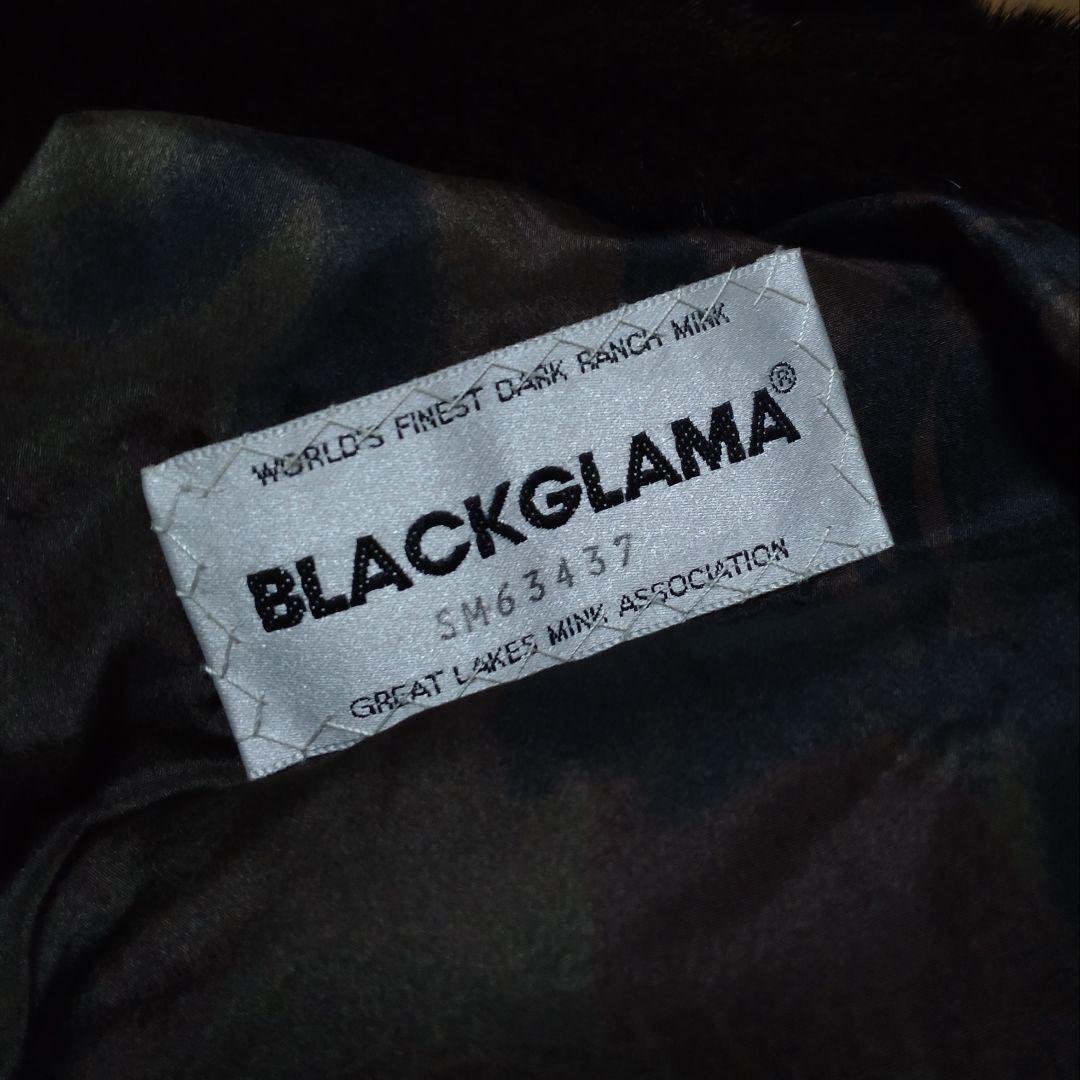 WORLD'S FINEST DARK RANCH MINK
BLACKGLAMA®
SM63437
GREAT LAKES MINK ASSOCIATION